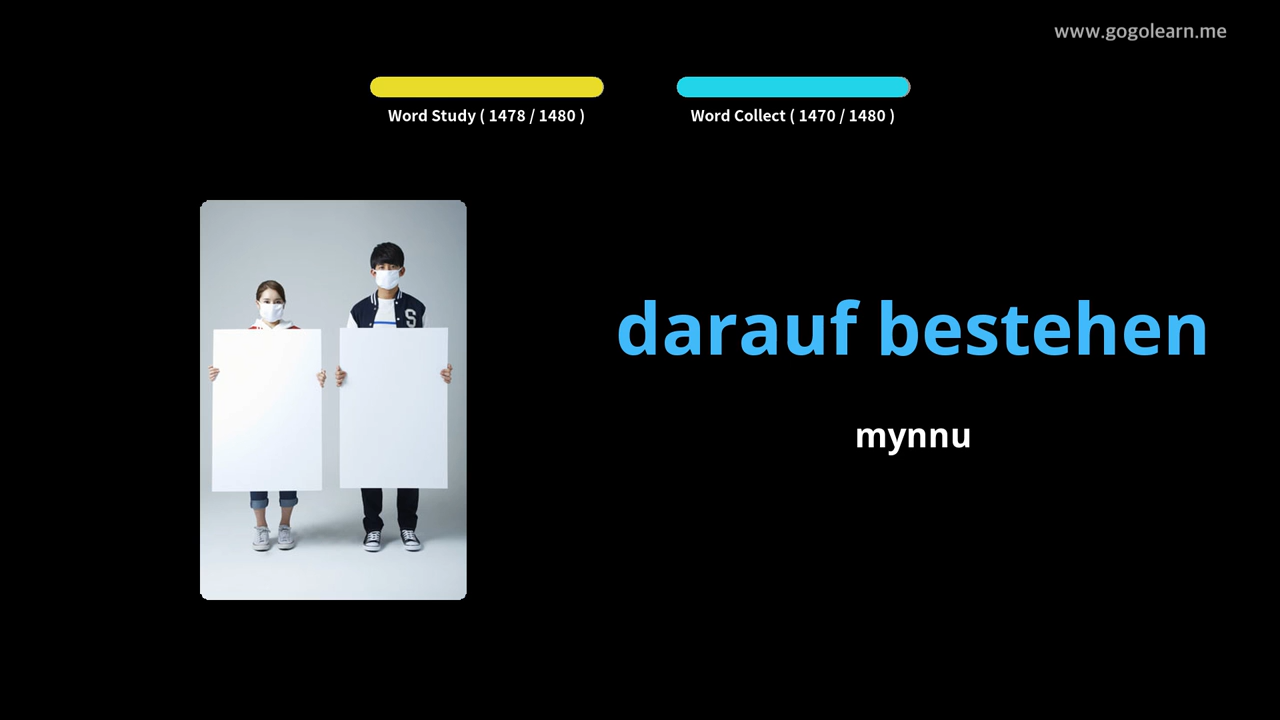 www.gogolearn.me
Word Study ( 1478 / 1480 )
Word Collect ( 1470 / 1480 )
S
darauf bestehen
mynnu